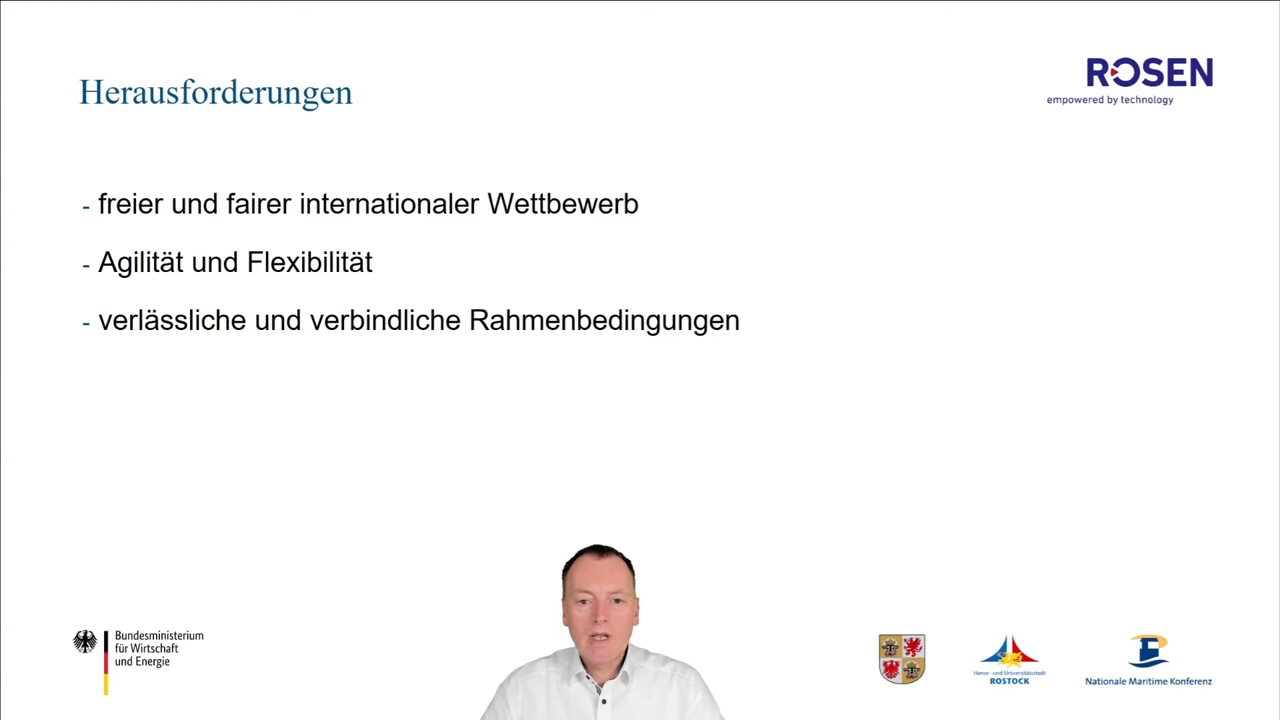 Herausforderungen
ROSEN
empowered by technology
- freier und fairer internationaler Wettbewerb
- Agilität und Flexibilität
- verlässliche und verbindliche Rahmenbedingungen
Bundesministerium
für Wirtschaft
und Energie
Hanse- und Universitätsstadt
ROSTOCK
Nationale Maritime Konferenz